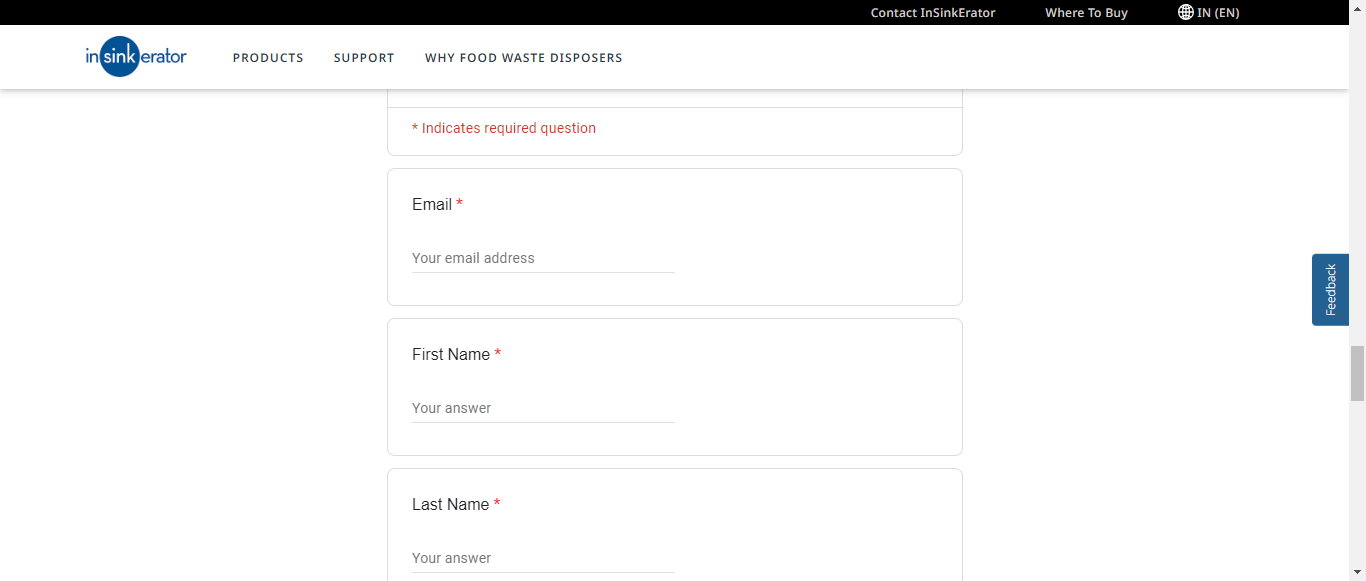 Contact InSinkErator Where To Buy IN (EN)
insinkerator PRODUCTS SUPPORT WHY FOOD WASTE DISPOSERS
* Indicates required question
Email *
Your email address
Feedback
First Name *
Your answer
Last Name *
Your answer